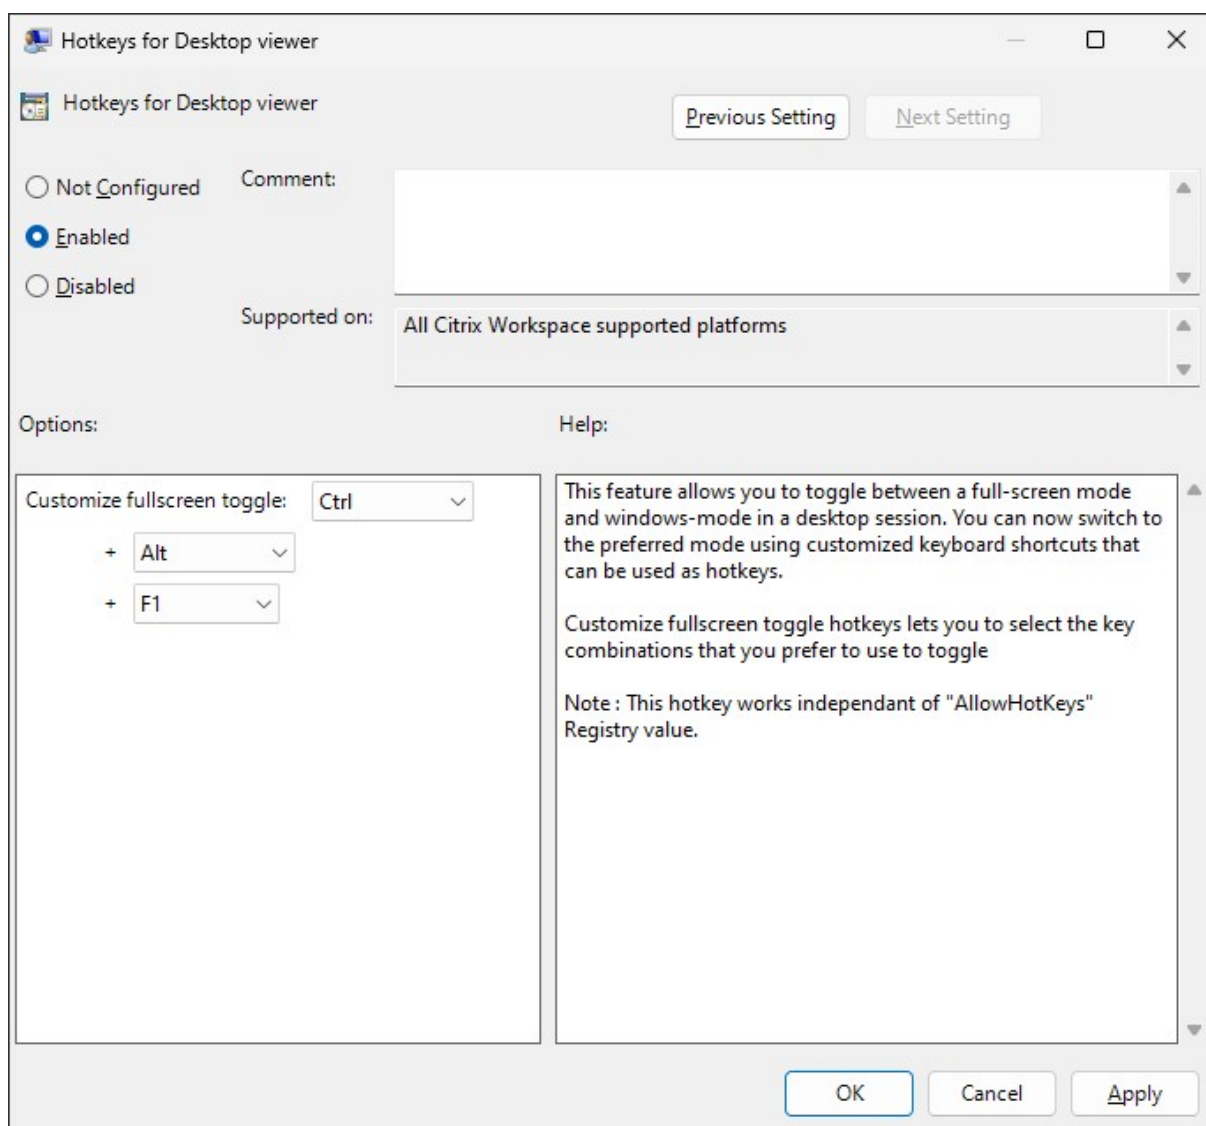 Hotkeys for Desktop viewer
Hotkeys for Desktop viewer
Previous Setting
Next Setting
Not Configured
Comment:
Enabled
Disabled
Supported on:
All Citrix Workspace supported platforms
Options:
Help:
Customize fullscreen toggle:
Ctrl
+
Alt
+
F1
This feature allows you to toggle between a full-screen mode
and windows-mode in a desktop session. You can now switch to
the preferred mode using customized keyboard shortcuts that
can be used as hotkeys.
Customize fullscreen toggle hotkeys lets you to select the key
combinations that you prefer to use to toggle
Note : This hotkey works independant of "AllowHotKeys"
Registry value.
OK
Cancel
Apply